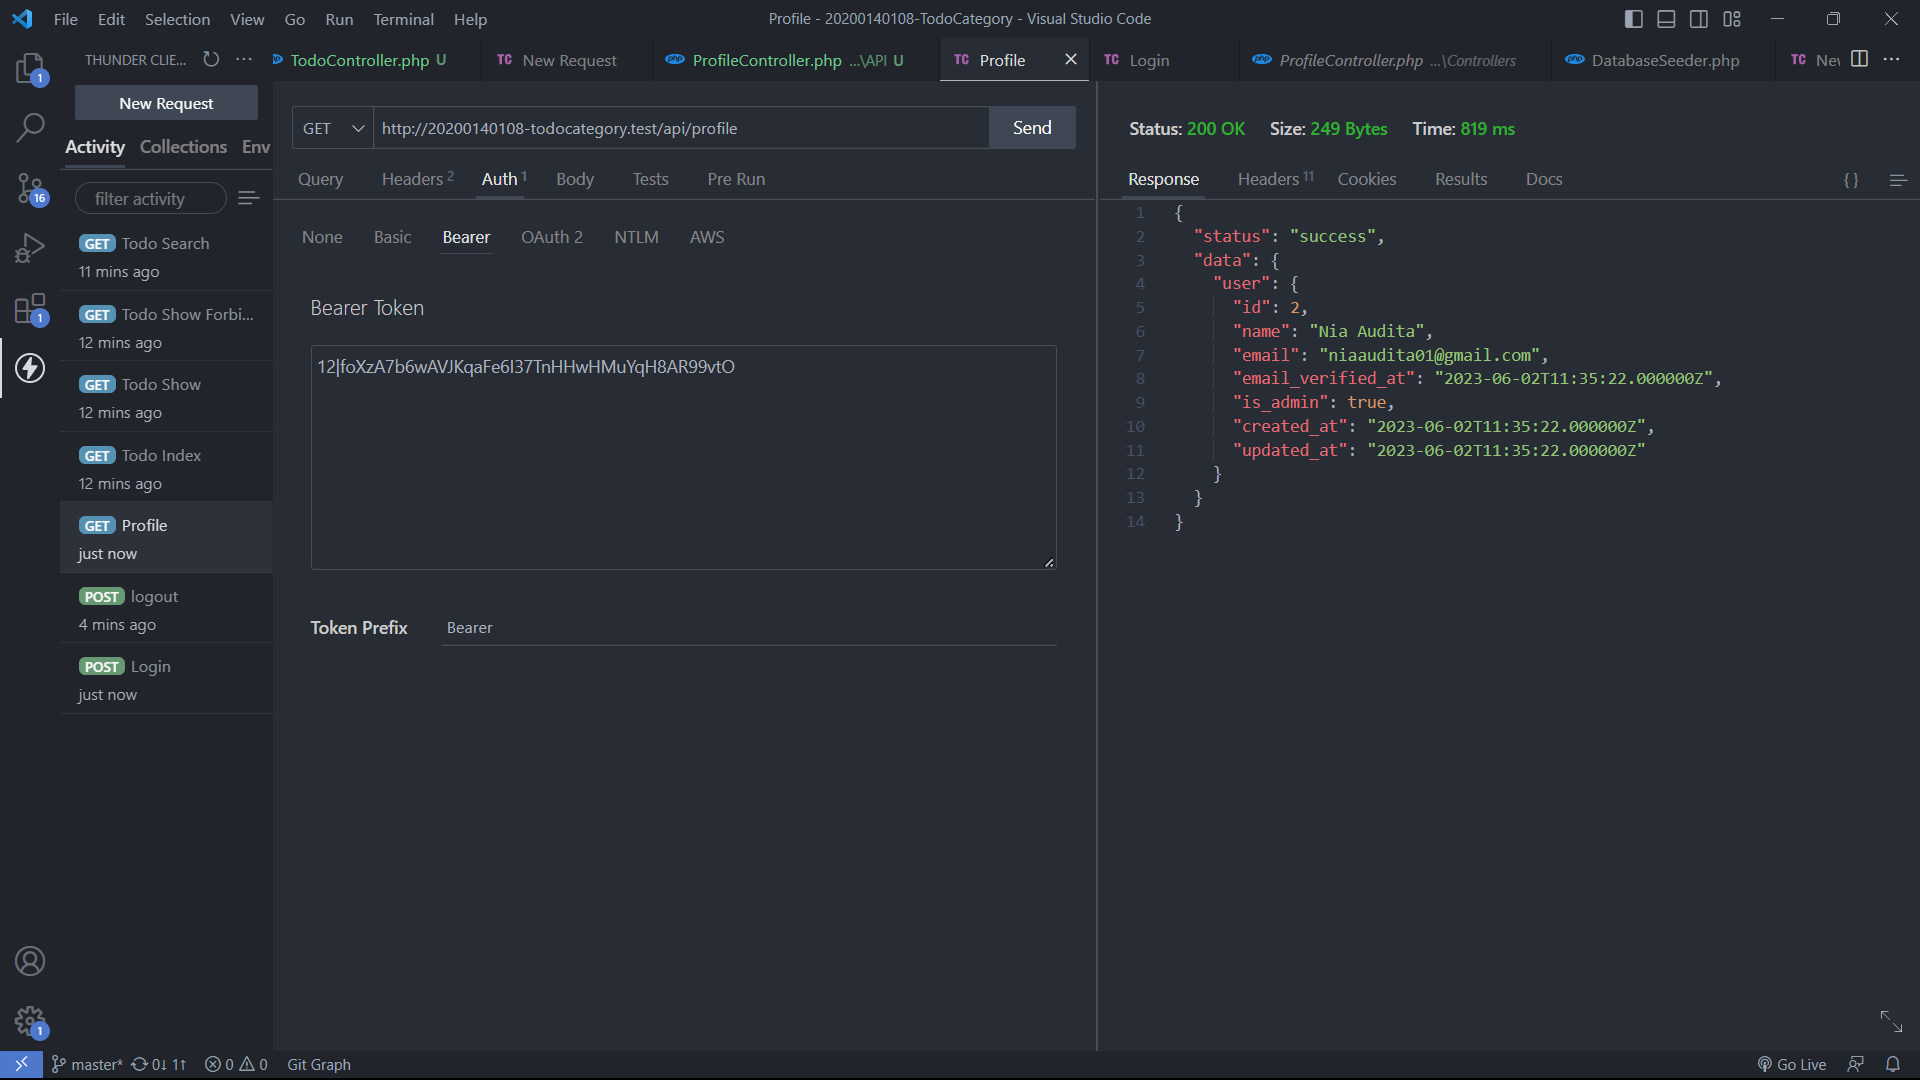 File Edit Selection View Go Run Terminal Help
Profile - 20200140108-TodoCategory - Visual Studio Code
THUNDER CLIE...
TodoController.php U
TC New Request
php ProfileController.php ...\API U
TC Profile
TC Login
php ProfileController.php ...\Controllers
php DatabaseSeeder.php
TC Nev
New Request
Activity Collections Env
filter activity
GET Todo Search
11 mins ago
GET Todo Show Forbi...
12 mins ago
GET Todo Show
12 mins ago
GET Todo Index
12 mins ago
GET Profile
just now
POST logout
4 mins ago
POST Login
just now
1
16
1
1
GET http://20200140108-todocategory.test/api/profile Send
Query Headers 2 Auth 1 Body Tests Pre Run
None Basic Bearer OAuth 2 NTLM AWS
Bearer Token
12|foXzA7b6wAVJKqaFe6I37TnHHwHMuYqH8AR99vtO
Token Prefix Bearer
Status: 200 OK Size: 249 Bytes Time: 819 ms
Response Headers 11 Cookies Results Docs { }
1 {
2 "status": "success",
3 "data": {
4 "user": {
5 "id": 2,
6 "name": "Nia Audita",
7 "email": "niaaudita01@gmail.com",
8 "email_verified_at": "2023-06-02T11:35:22.000000Z",
9 "is_admin": true,
10 "created_at": "2023-06-02T11:35:22.000000Z",
11 "updated_at": "2023-06-02T11:35:22.000000Z"
12 }
13 }
14 }
master* 0↓ 1↑ 0 0 Git Graph
Go Live